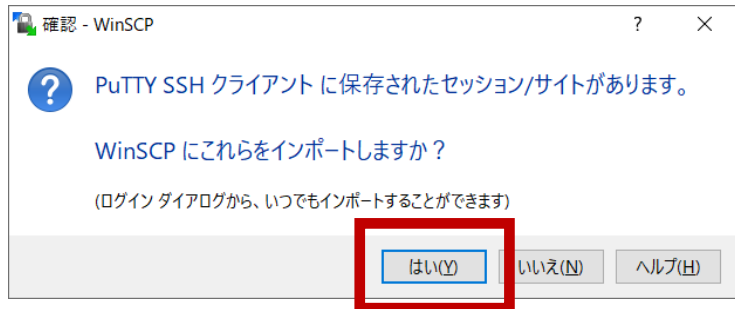 確認 - WinSCP ? ×
PuTTY SSH クライアント に保存されたセッション/サイトがあります。
WinSCP にこれらをインポートしますか？
(ログイン ダイアログから、いつでもインポートすることができます)
はい(Y) いいえ(N) ヘルプ(H)